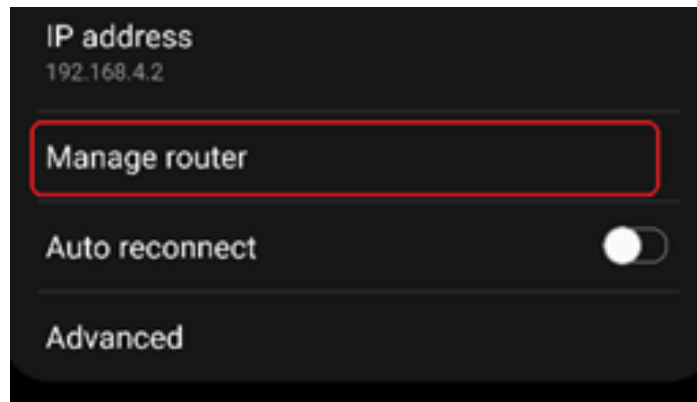 IP address
192.168.4.2
Manage router
Auto reconnect
Advanced